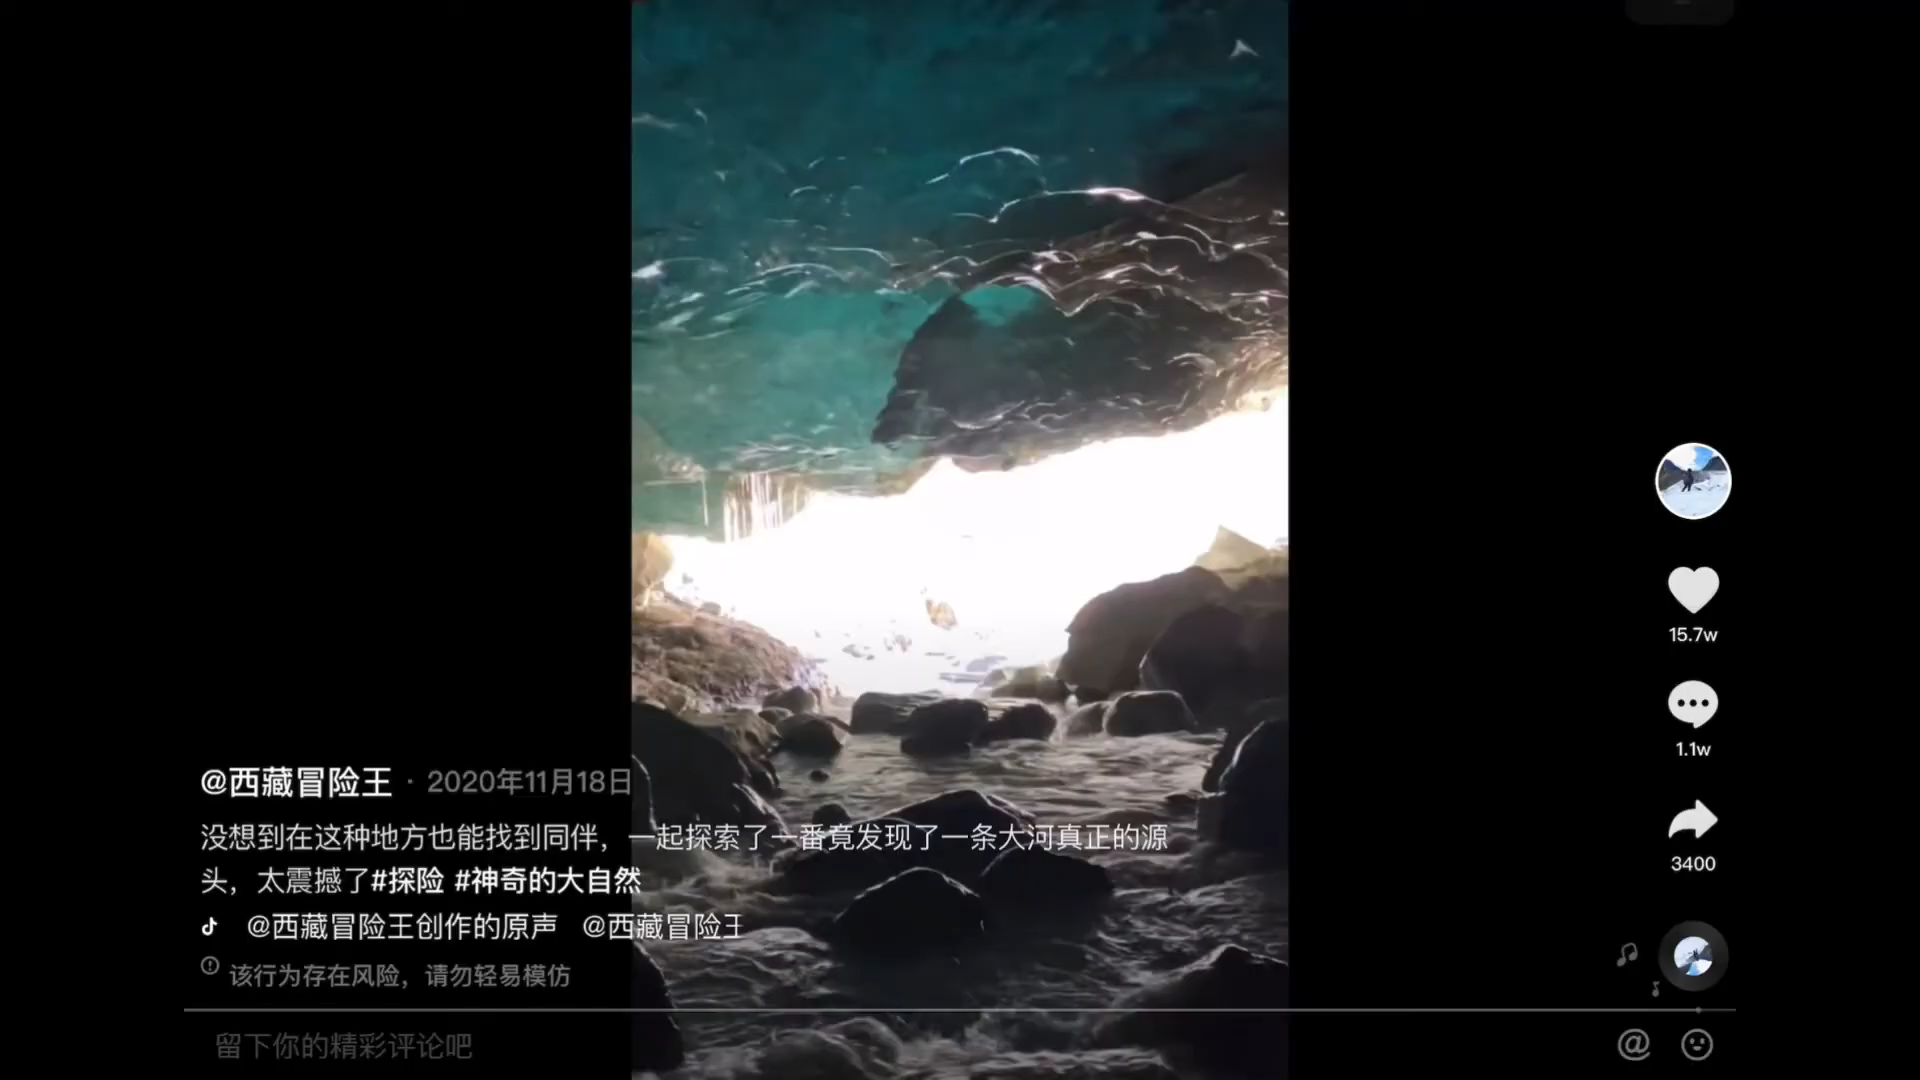 @西藏冒险王 · 2020年11月18日
没想到在这种地方也能找到同伴，一起探索了一番竟发现了一条大河真正的源
头，太震撼了#探险 #神奇的大自然
@西藏冒险王创作的原声 @西藏冒险王
该行为存在风险，请勿轻易模仿
留下你的精彩评论吧
15.7w
1.1w
3400